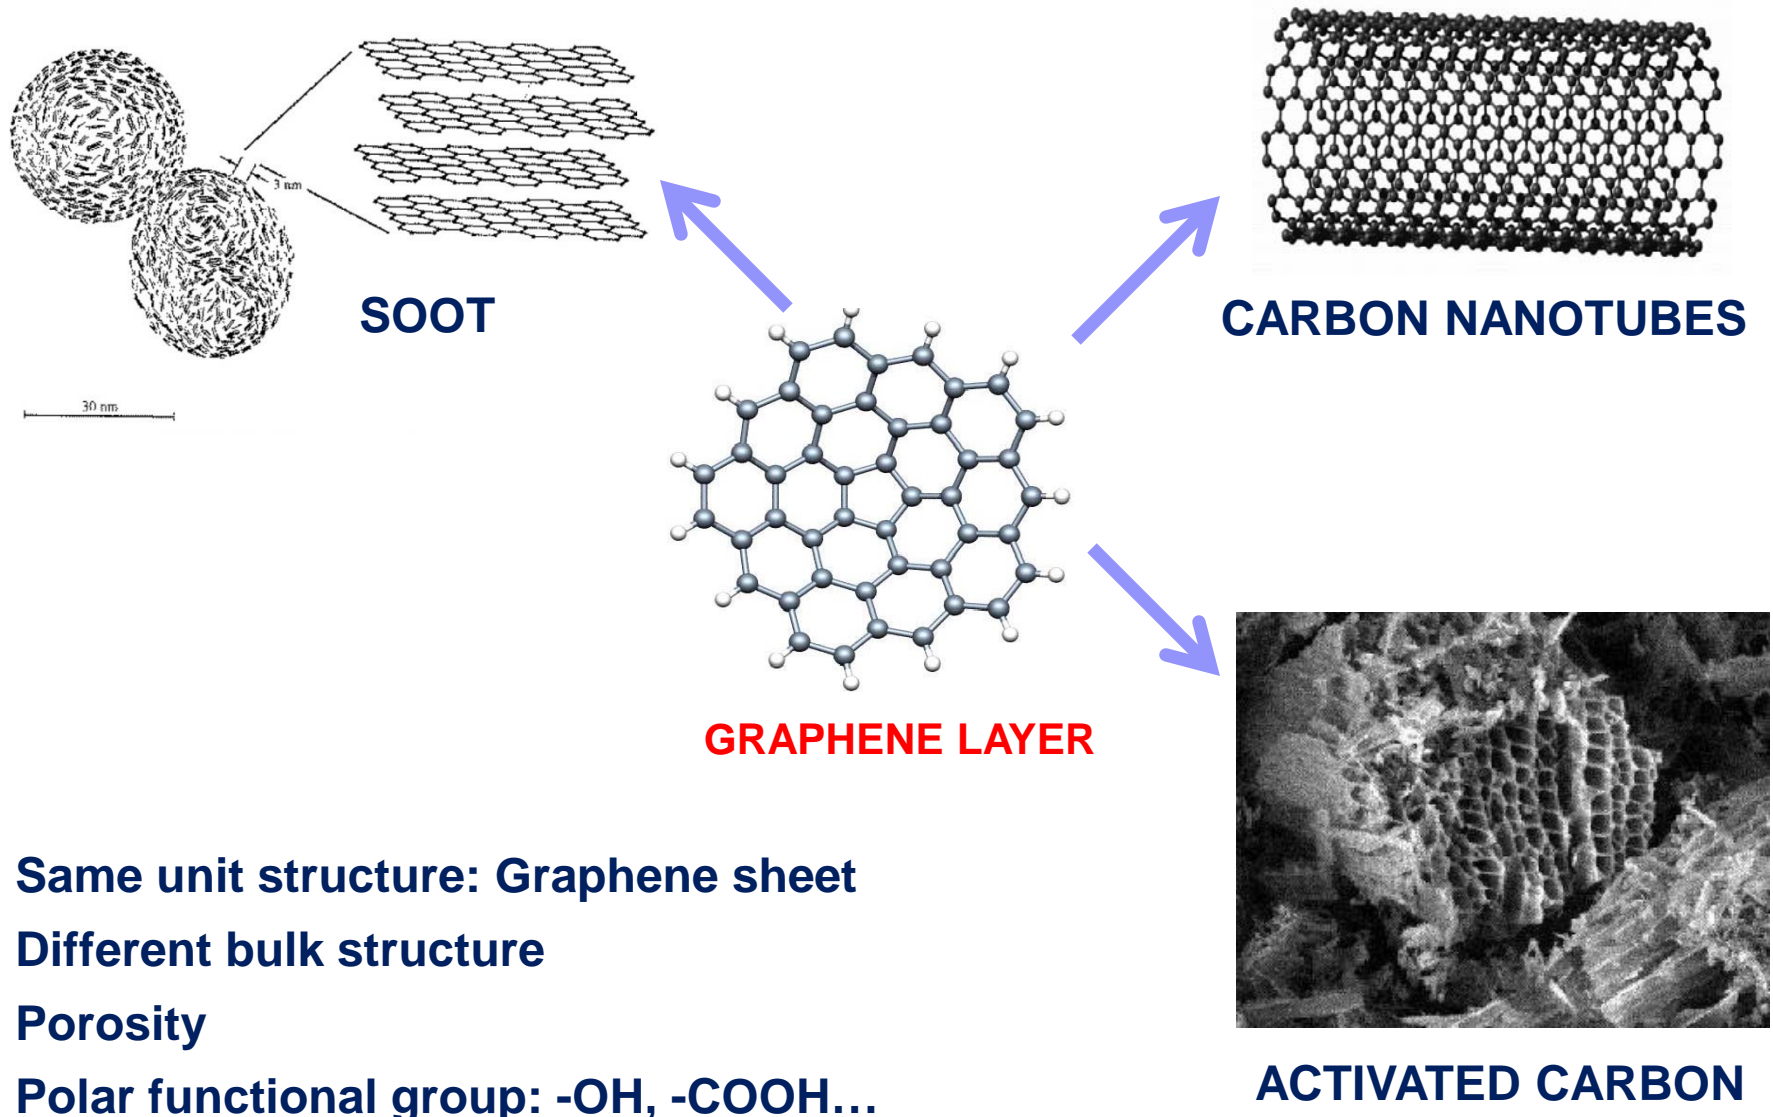 3 nm
SOOT
CARBON NANOTUBES
30 nm
GRAPHENE LAYER
Same unit structure: Graphene sheet
Different bulk structure
Porosity
Polar functional group: -OH, -COOH…
ACTIVATED CARBON